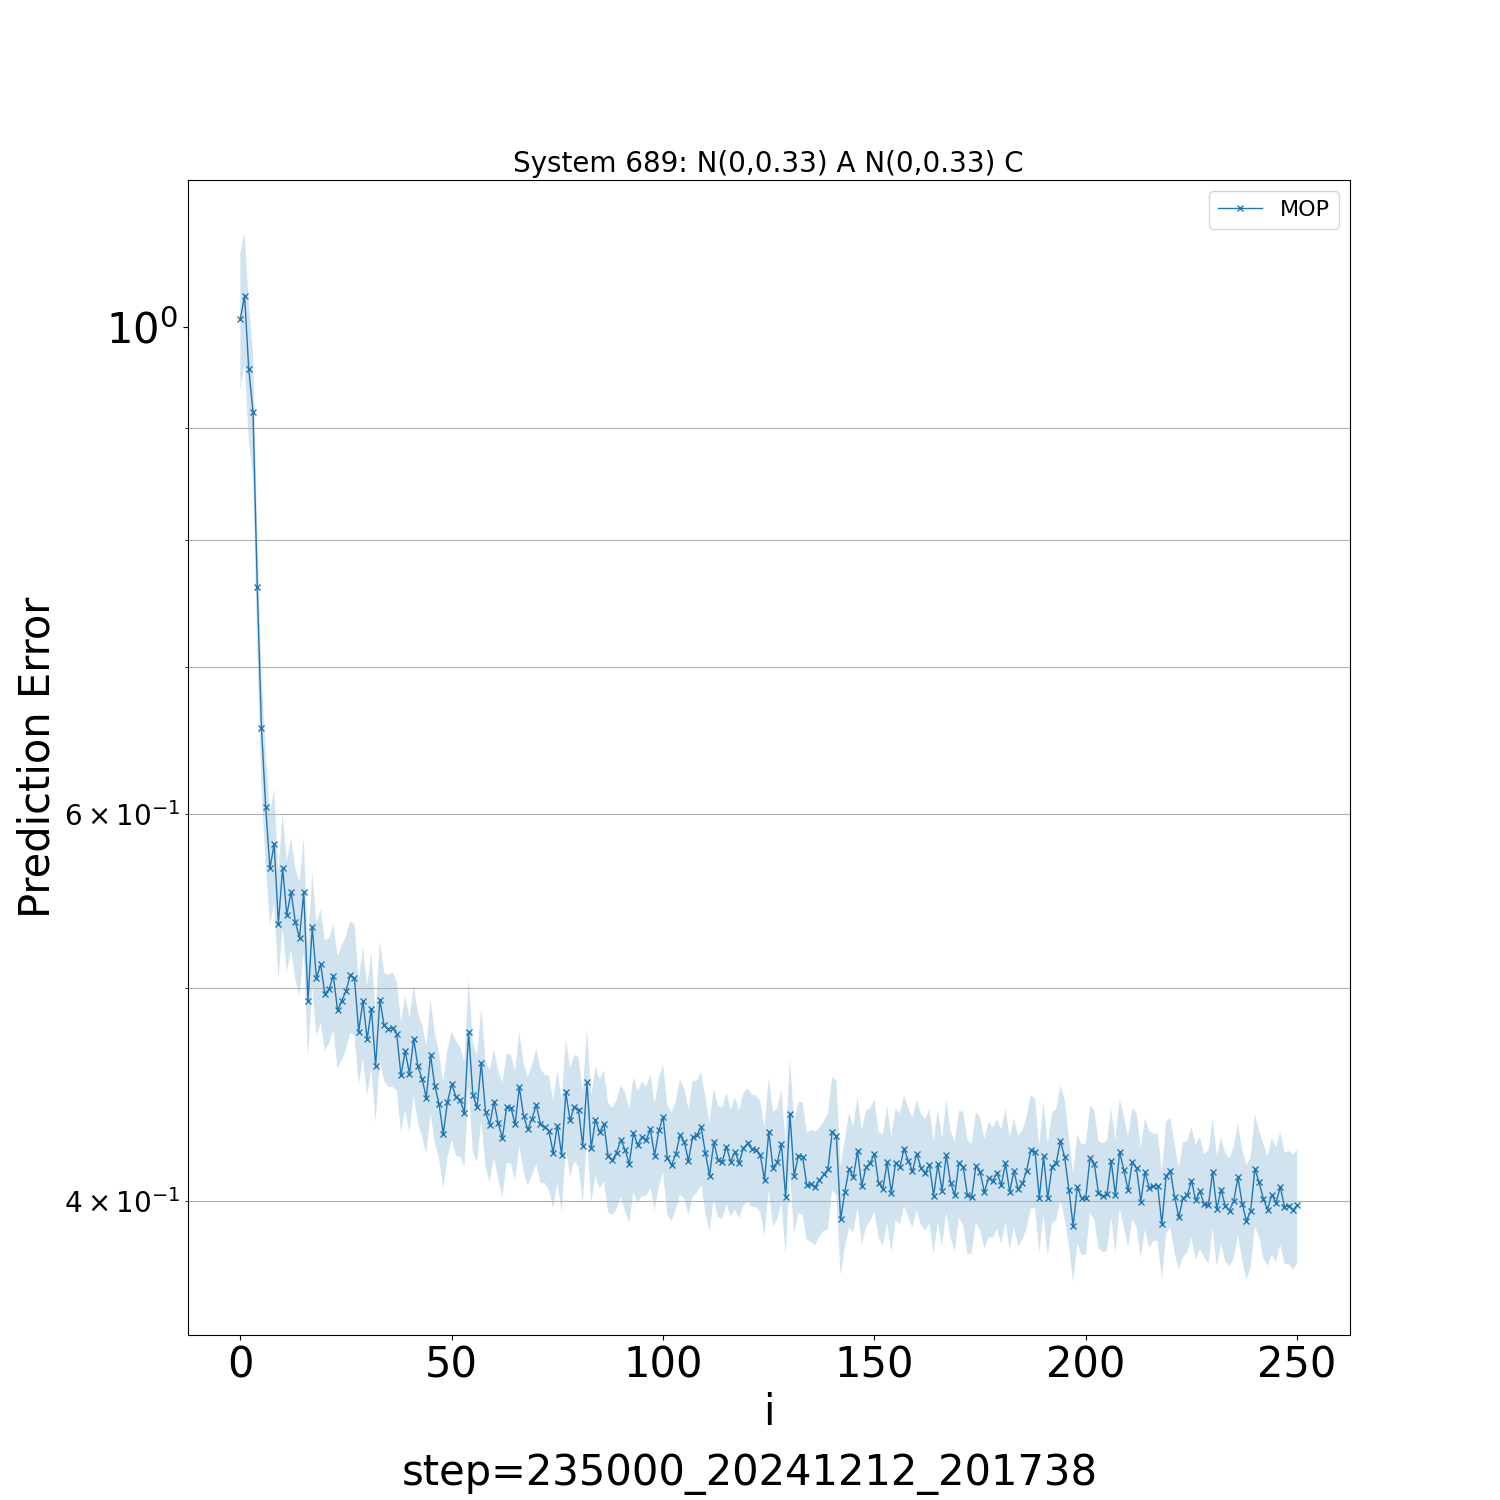 System 689: N(0,0.33) A N(0,0.33) C
MOP
10⁰
6 × 10⁻¹
4 × 10⁻¹
Prediction Error
0 50 100 150 200 250
i
step=235000_20241212_201738